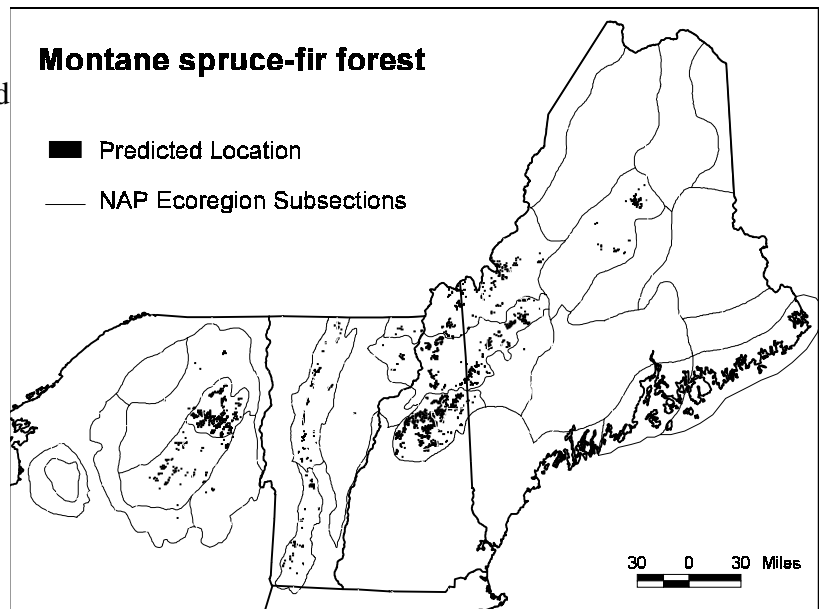 Montane spruce-fir forest
d
Predicted Location
NAP Ecoregion Subsections
30 0 30 Miles